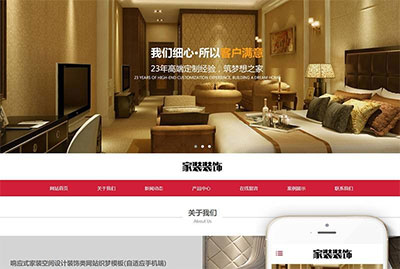 我们细心·所以客户满意
23年高端定制经验，筑梦想之家
23 YEARS OF HIGH-END CUSTOMIZATION EXPERIENCE, BUILDING A DREAM HOME
家装装饰
网站首页 关于我们 新闻动态 产品中心 在线留言 案例展示 联系我们
关于我们
About Us
家装装饰
响应式家装空间设计装饰类网站织梦模板(自适应手机端)